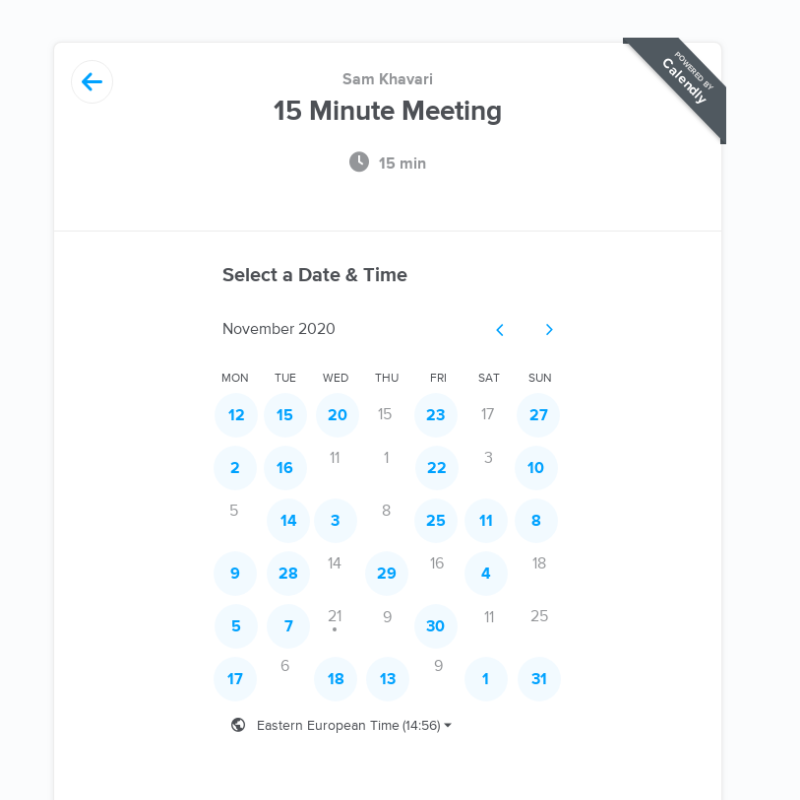 POWERED BY
Calendly
Sam Khavari
15 Minute Meeting
15 min
Select a Date & Time
November 2020
MON TUE WED THU FRI SAT SUN
12 15 20 15 23 17 27
2 16 11 1 22 3 10
5 14 3 8 25 11 8
9 28 14 29 16 4 18
5 7 21 9 30 11 25
17 6 18 13 9 1 31
Eastern European Time (14:56)